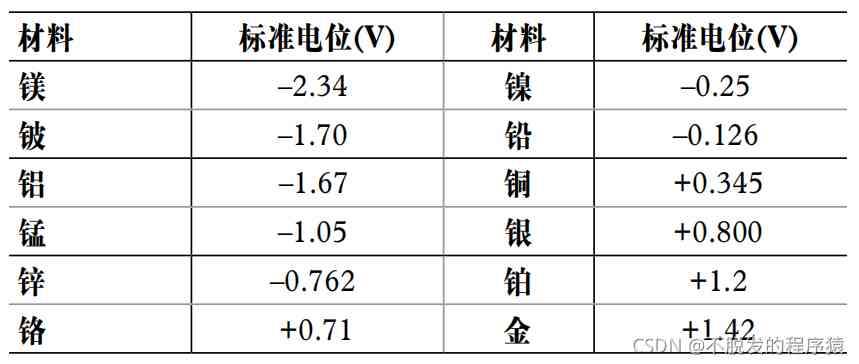 材料 标准电位(V) 材料 标准电位(V)
镁 –2.34 镍 –0.25
铍 –1.70 铅 –0.126
铝 –1.67 铜 +0.345
锰 –1.05 银 +0.800
锌 –0.762 铂 +1.2
铬 +0.71 金 +1.42
CSDN @不脱发的程序猿